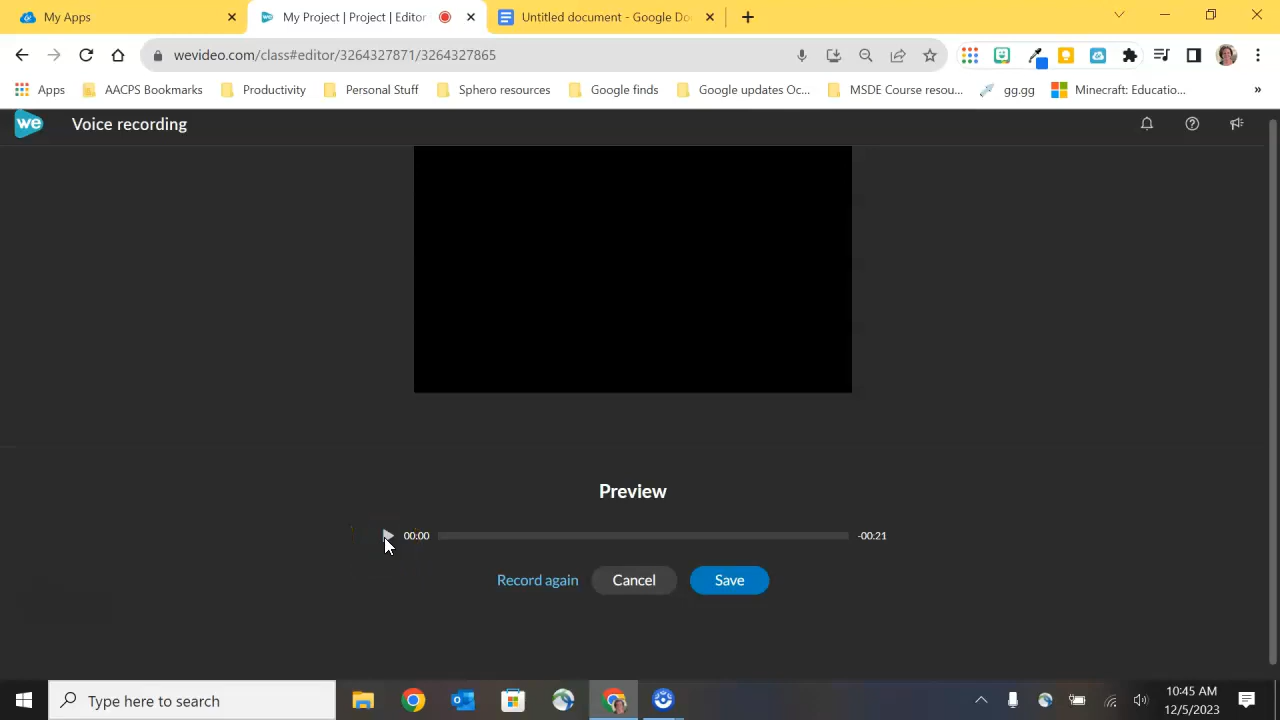 My Apps
My Project | Project | Editor
Untitled document - Google Do
wevideo.com/class#editor/3264327871/3264327865
Apps
AACPS Bookmarks
Productivity
Personal Stuff
Sphero resources
Google finds
Google updates Oc...
MSDE Course resou...
gg.gg
Minecraft: Educatio...
»
we
Voice recording
Preview
00:00
-00:21
Record again
Cancel
Save
Type here to search
10:45 AM
12/5/2023